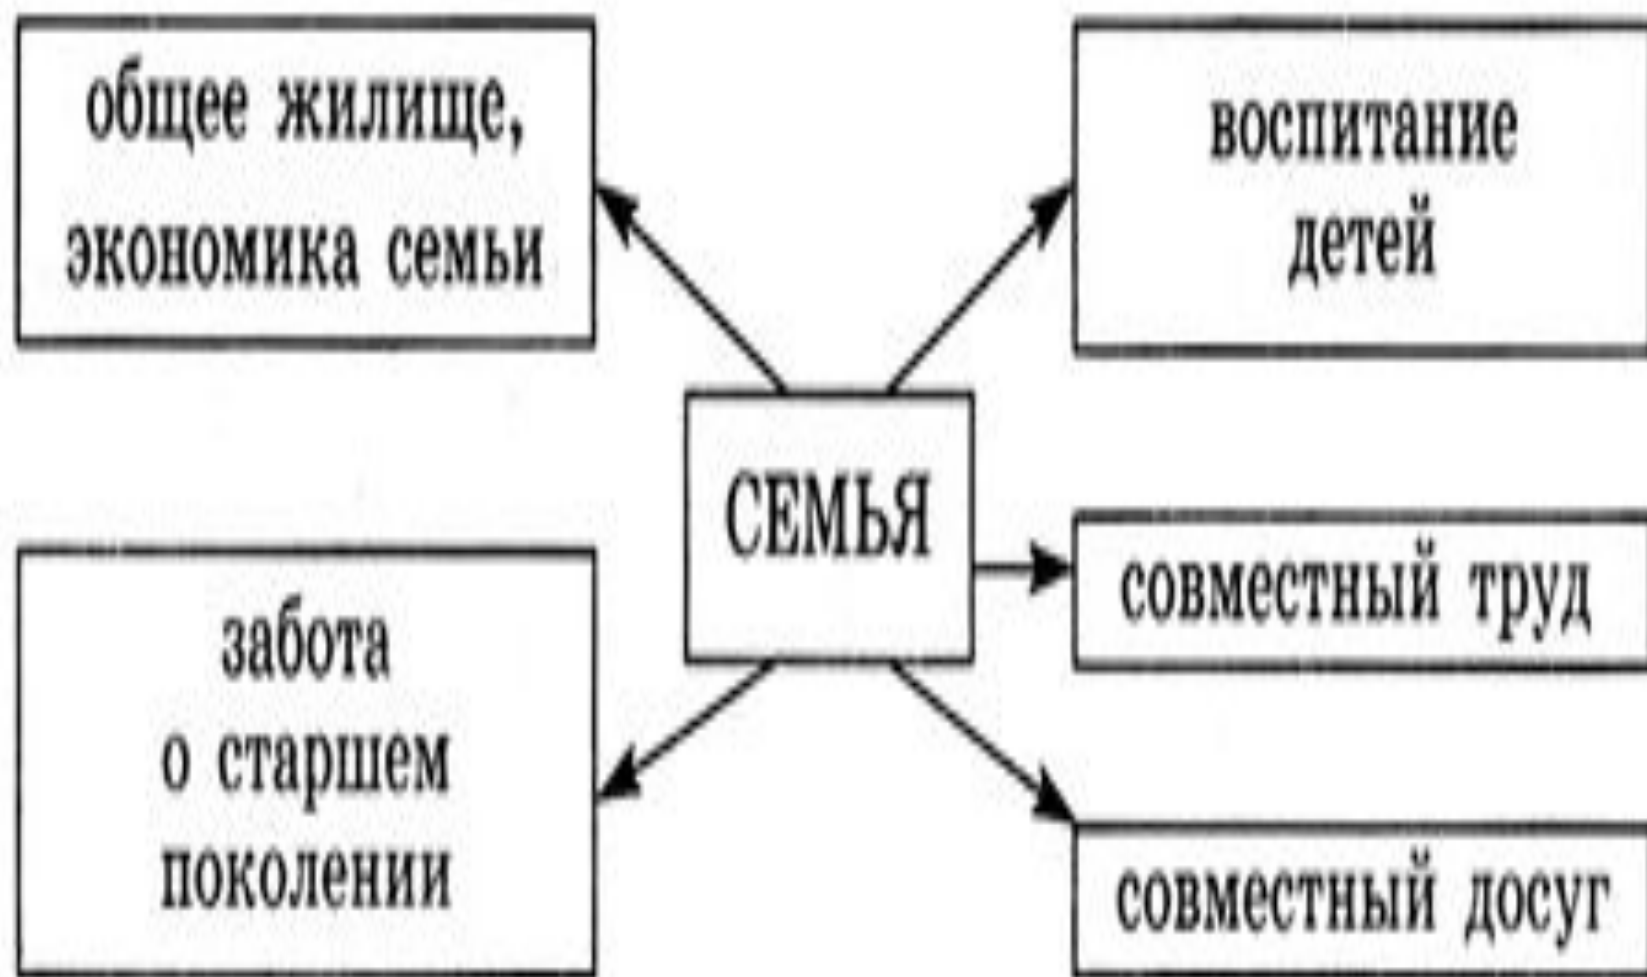 общее жилище,
экономика семьи
воспитание
детей
СЕМЬЯ
совместный труд
забота
о старшем
поколении
совместный досуг